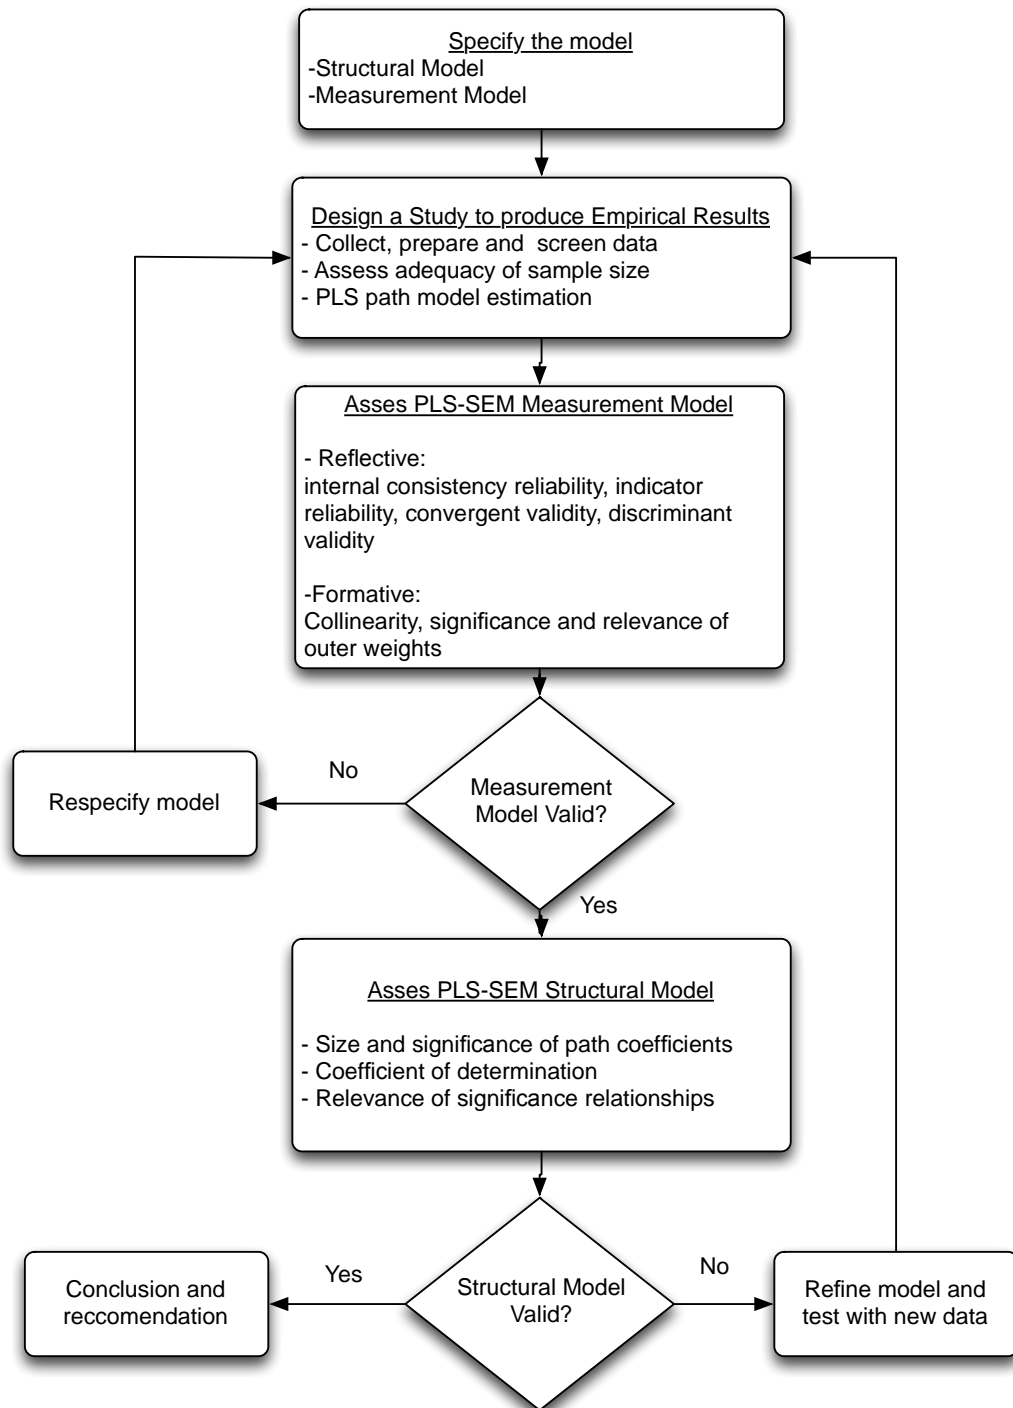 Specify the model
-Structural Model
-Measurement Model
Design a Study to produce Empirical Results
- Collect, prepare and  screen data
- Assess adequacy of sample size
- PLS path model estimation
Asses PLS-SEM Measurement Model
- Reflective:
internal consistency reliability, indicator
reliability, convergent validity, discriminant
validity
-Formative:
Collinearity, significance and relevance of
outer weights
No
Respecify model
Measurement
Model Valid?
Yes
Asses PLS-SEM Structural Model
- Size and significance of path coefficients
- Coefficient of determination
- Relevance of significance relationships
Conclusion and
reccomendation
Yes
Structural Model
Valid?
No
Refine model and
test with new data